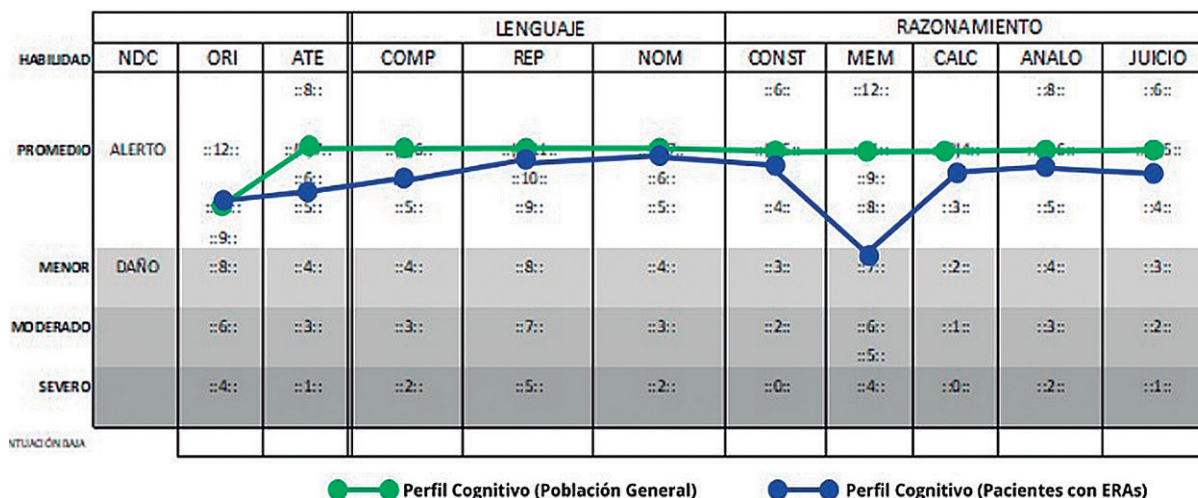 LENGUAJE RAZONAMIENTO
HABILIDAD NDC ORI ATE COMP REP NOM CONST MEM CALC ANALO JUICIO
::8:: ::6:: ::12:: ::8:: ::6::
PROMEDIO ALERTO ::12::
::6:: ::10:: ::6:: ::9::
::5:: ::5:: ::9:: ::5:: ::4:: ::8:: ::3:: ::5:: ::4::
::9::
MENOR DAÑO ::8:: ::4:: ::4:: ::8:: ::4:: ::3:: ::7:: ::2:: ::4:: ::3::
MODERADO ::6:: ::3:: ::3:: ::7:: ::3:: ::2:: ::6:: ::1:: ::3:: ::2::
::5::
SEVERO ::4:: ::1:: ::2:: ::5:: ::2:: ::0:: ::4:: ::0:: ::2:: ::1::
NTUACIÓN BAJA
Perfil Cognitivo (Población General) Perfil Cognitivo (Pacientes con ERAs)